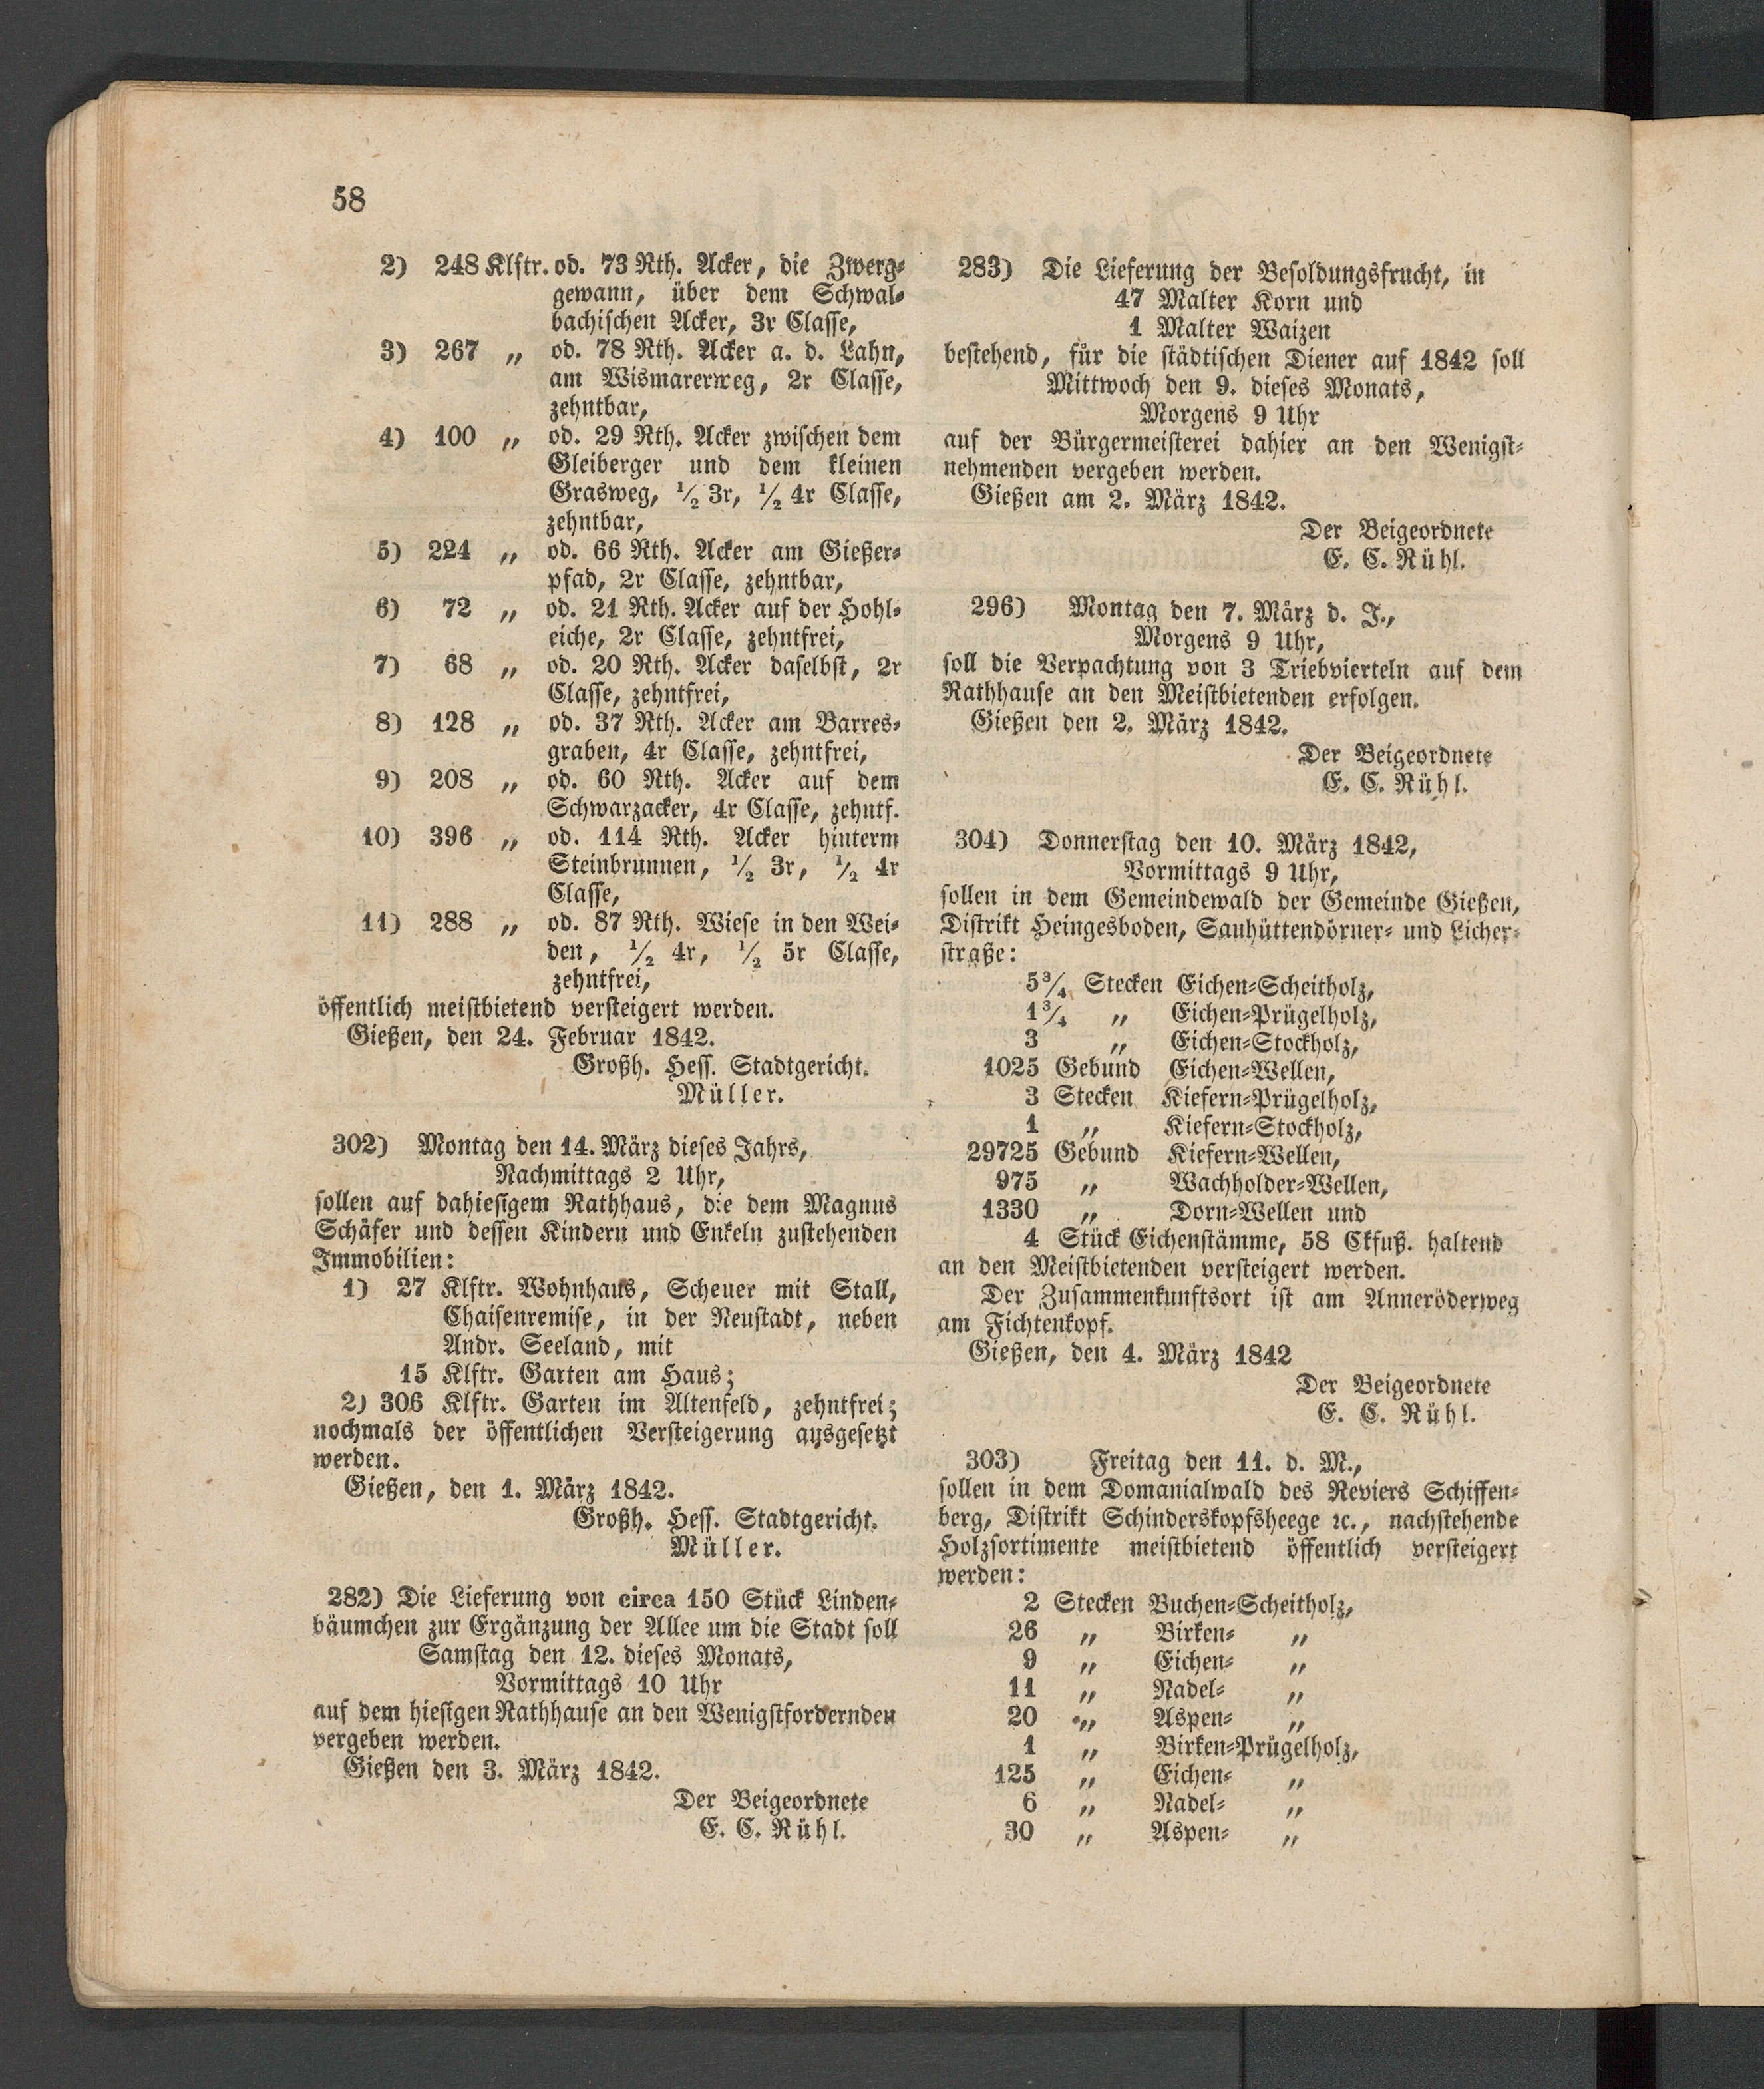 58
2) 248 Klftr. od. 73 Rth. Acker, die Zwerg-
gewann, über dem Schwal-
bachischen Acker, 3r Classe,
3) 267 „ od. 78 Rth. Acker a. d. Lahn,
am Wismarerweg, 2r Classe,
zehntbar,
4) 100 „ od. 29 Rth. Acker zwischen dem
Gleiberger und dem kleinen
Grasweg, 1/2 3r, 1/2 4r Classe,
zehntbar,
5) 224 „ od. 66 Rth. Acker am Gießer-
pfad, 2r Classe, zehntbar,
6) 72 „ od. 21 Rth. Acker auf der Hohl-
eiche, 2r Classe, zehntfrei,
7) 68 „ od. 20 Rth. Acker daselbst, 2r
Classe, zehntfrei,
8) 128 „ od. 37 Rth. Acker am Barres-
graben, 4r Classe, zehntfrei,
9) 208 „ od. 60 Rth. Acker auf dem
Schwarzacker, 4r Classe, zehntf.
10) 396 „ od. 114 Rth. Acker hinterm
Steinbrunnen, 1/2 3r, 1/2 4r
Classe,
11) 288 „ od. 87 Rth. Wiese in den Wei-
den, 1/2 4r, 1/2 5r Classe,
zehntfrei,
öffentlich meistbietend versteigert werden.
Gießen, den 24. Februar 1842.
Großh. Hess. Stadtgericht.
Müller.
302) Montag den 14. März dieses Jahrs,
Nachmittags 2 Uhr,
sollen auf dahiesigem Rathhaus, die dem Magnus
Schäfer und dessen Kindern und Enkeln zustehenden
Immobilien:
1) 27 Klftr. Wohnhaus, Scheuer mit Stall,
Chaisenremise, in der Neustadt, neben
Andr. Seeland, mit
15 Klftr. Garten am Haus;
2) 306 Klftr. Garten im Altenfeld, zehntfrei;
nochmals der öffentlichen Versteigerung ausgesetzt
werden.
Gießen, den 1. März 1842.
Großh. Hess. Stadtgericht.
Müller.
282) Die Lieferung von circa 150 Stück Linden-
bäumchen zur Ergänzung der Allee um die Stadt soll
Samstag den 12. dieses Monats,
Vormittags 10 Uhr
auf dem hiesigen Rathhause an den Wenigstfordernden
vergeben werden.
Gießen den 3. März 1842.
Der Beigeordnete
E. C. Rühl.
283) Die Lieferung der Besoldungsfrucht, in
47 Malter Korn und
1 Malter Waizen
bestehend, für die städtischen Diener auf 1842 soll
Mittwoch den 9. dieses Monats,
Morgens 9 Uhr
auf der Bürgermeisterei dahier an den Wenigst-
nehmenden vergeben werden.
Gießen am 2. März 1842.
Der Beigeordnete
E. C. Rühl.
296) Montag den 7. März d. J.,
Morgens 9 Uhr,
soll die Verpachtung von 3 Triebvierteln auf dem
Rathhause an den Meistbietenden erfolgen.
Gießen den 2. März 1842.
Der Beigeordnete
E. C. Rühl.
304) Donnerstag den 10. März 1842,
Vormittags 9 Uhr,
sollen in dem Gemeindewald der Gemeinde Gießen,
Distrikt Heingesboden, Sauhüttendörner- und Licher-
straße:
5 3/4 Stecken Eichen-Scheitholz,
1 3/4 „ Eichen-Prügelholz,
3 „ Eichen-Stockholz,
1025 Gebund Eichen-Wellen,
3 Stecken Kiefern-Prügelholz,
1 „ Kiefern-Stockholz,
29725 Gebund Kiefern-Wellen,
975 „ Wachholder-Wellen,
1330 „ Dorn-Wellen und
4 Stück Eichenstämme, 58 Ckfuß. haltend
an den Meistbietenden versteigert werden.
Der Zusammenkunftsort ist am Anneröderweg
am Fichtenkopf.
Gießen, den 4. März 1842
Der Beigeordnete
E. C. Rühl.
303) Freitag den 11. d. M.,
sollen in dem Domanialwald des Reviers Schiffen-
berg, Distrikt Schinderskopfsheege ꝛc., nachstehende
Holzsortimente meistbietend öffentlich versteigert
werden:
2 Stecken Buchen-Scheitholz,
26 „ Birken- „
9 „ Eichen- „
11 „ Nadel- „
20 „ Aspen- „
1 „ Birken-Prügelholz,
125 „ Eichen- „
6 „ Nadel- „
30 „ Aspen- „